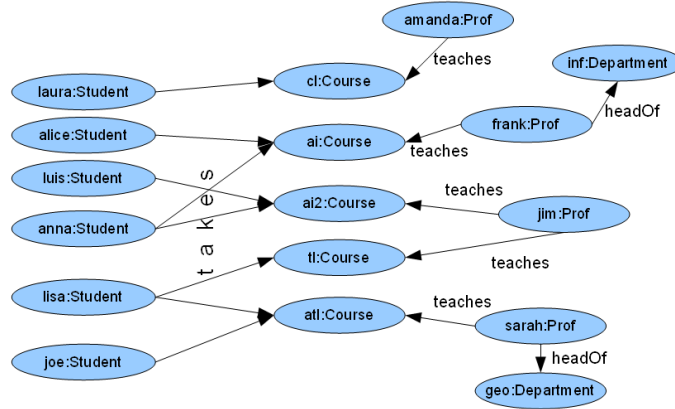 amanda:Prof
teaches
inf:Department
laura:Student
cl:Course
headOf
alice:Student
ai:Course
frank:Prof
teaches
luis:Student
takes
ai2:Course
teaches
jim:Prof
anna:Student
tl:Course
teaches
lisa:Student
atl:Course
teaches
sarah:Prof
joe:Student
headOf
geo:Department